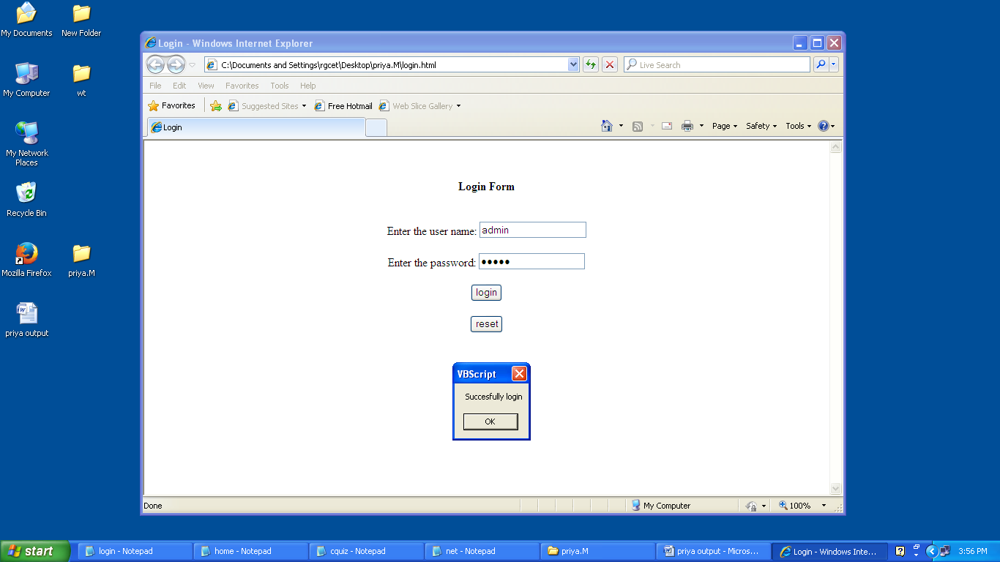 My Documents
New Folder
My Computer
wt
My Network
Places
Recycle Bin
Mozilla Firefox
priya.M
priya output
Login - Windows Internet Explorer
C:\Documents and Settings\rgcet\Desktop\priya.M\login.html
Live Search
File Edit View Favorites Tools Help
Favorites Suggested Sites Free Hotmail Web Slice Gallery
Login
Page Safety Tools
Login Form
Enter the user name: admin
Enter the password: •••••
login
reset
VBScript
Succesfully login
OK
Done My Computer 100%
start login - Notepad home - Notepad cquiz - Notepad net - Notepad priya.M priya output - Micros... Login - Windows Inte... 3:56 PM